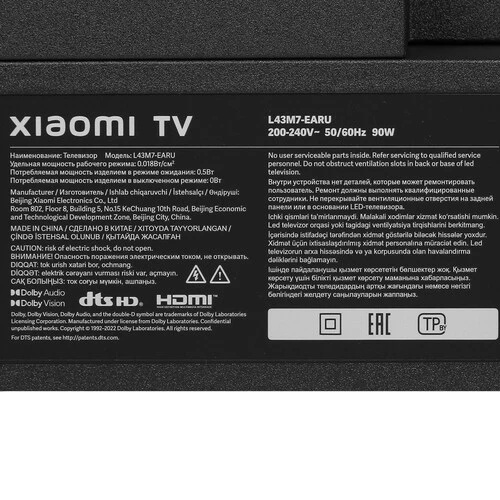 XIAOMI TV
Наименование: Телевизор Модель: L43M7-EARU
Удельная мощность рабочего режима: 0,018Вт/см²
Потребляемая мощность изделием в режиме ожидания: 0.5Вт
Потребляемая мощность изделием в выключенном режиме: 0Вт
Manufacturer / Изготовитель / Ishlab chiqaruvchi / İstehsalçı / Өндіруші:
Beijing Xiaomi Electronics Co., Ltd
Room 802, Floor 8, Building 5, No.15 KeChuang 10th Road, Beijing Economic
and Technological Development Zone, Beijing City, China.
MADE IN CHINA / СДЕЛАНО В КИТАЕ / XITOYDA TAYYORLANGAN /
ÇİNDƏ İSTEHSAL OLUNUB / ҚЫТАЙДА ЖАСАЛҒАН
CAUTION: risk of electric shock, do not open.
ВНИМАНИЕ: Опасность поражения электрическим током, не открывать.
DIQQAT: tok urish xatari bor, ochmang.
DİQQƏT: elektrik cərəyanı vurması riski var, açmayın.
САҚ БОЛЫҢЫЗ: ток соғуы мүмкін, ашпаңыз.
Dolby Audio
Dolby Vision
dts HD
HDMI
Dolby, Dolby Vision, Dolby Audio, and the double-D symbol are trademarks of Dolby Laboratories
Licensing Corporation. Manufactured under license from Dolby Laboratories. Confidential
unpublished works. Copyright © 1992-2022 Dolby Laboratories. All rights reserved.
For DTS patents, see http://patents.dts.com.
L43M7-EARU
200-240V~ 50/60Hz 90W
No user serviceable parts inside. Refer servicing to qualified service
personnel. Do not block ventilation slots in back or base of led
television.
Внутри устройства нет деталей, которые может ремонтировать
пользователь. Ремонт должен выполняться квалифицированными
сотрудниками. Не перекрывайте вентиляционные отверстия на задней
панели или в основании LED-телевизора.
Ichki qismlari ta'mirlanmaydi. Malakali xodimlar xizmat ko'rsatishi mumkin.
Led televizor orqasi yoki tagidagi ventilyatsiya tirqishlarini berkitmang.
İçərisində istifadəçi tərəfindən xidmət göstərilə biləcək hissələr yoxdur.
Xidmət üçün ixtisaslaşdırılmış xidmət personalına müraciət edin. Led
televizorun arxa hissəsində və ya korpusunda olan havalandırma
dəliklərini bağlamayın.
Ішінде пайдаланушы қызмет көрсететін бөлшектер жоқ. Қызмет
көрсету үшін білікті қызмет көрсету мамандарына жолығыңыз.
Жарықдиодты теледидардың артқы жағындағы немесе негізгі
бөлігіндегі желдету саңылауларын жаппаңыз.
EAC
TP BY